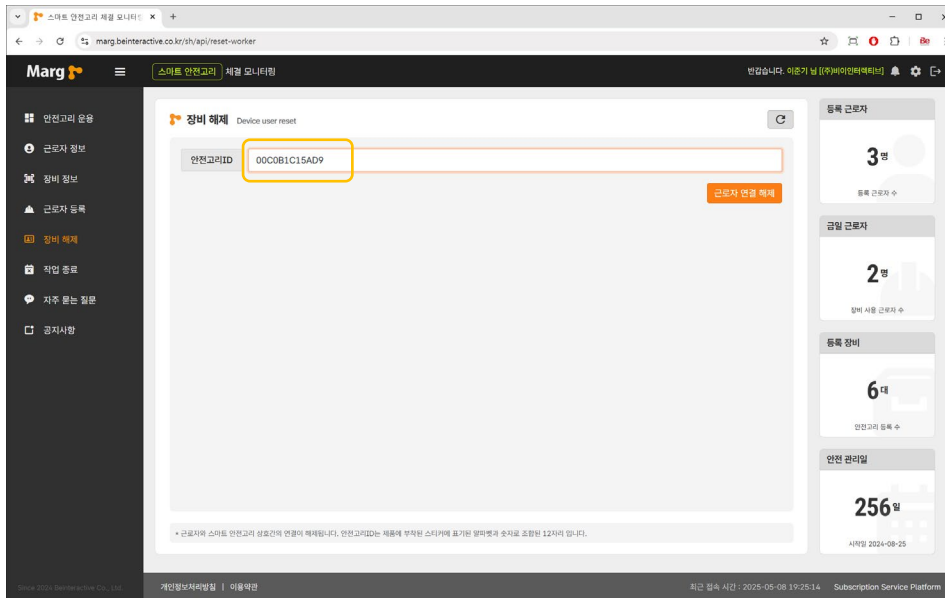 스마트 안전고리 체결 모니터링
marg.beinteractive.co.kr/sh/api/reset-worker
Marg
스마트 안전고리 체결 모니터링
반갑습니다. 이준기 님 [(주)비이인터렉티브]
안전고리 운용
근로자 정보
장비 정보
근로자 등록
장비 해제
작업 종료
자주 묻는 질문
공지사항
장비 해제 Device user reset
안전고리ID 00C0B1C15AD9
근로자 연결 해제
* 근로자와 스마트 안전고리 상호간의 연결이 해제됩니다. 안전고리ID는 제품에 부착된 스티커에 표기된 알파벳과 숫자로 조합된 12자리 입니다.
등록 근로자
3명
등록 근로자 수
금일 근로자
2명
장비 사용 근로자 수
등록 장비
6대
안전고리 등록 수
안전 관리일
256일
시작일 2024-08-25
Since 2024 Beinteractive Co., Ltd.
개인정보처리방침 | 이용약관
최근 접속 시간 : 2025-05-08 19:25:14 Subscription Service Platform